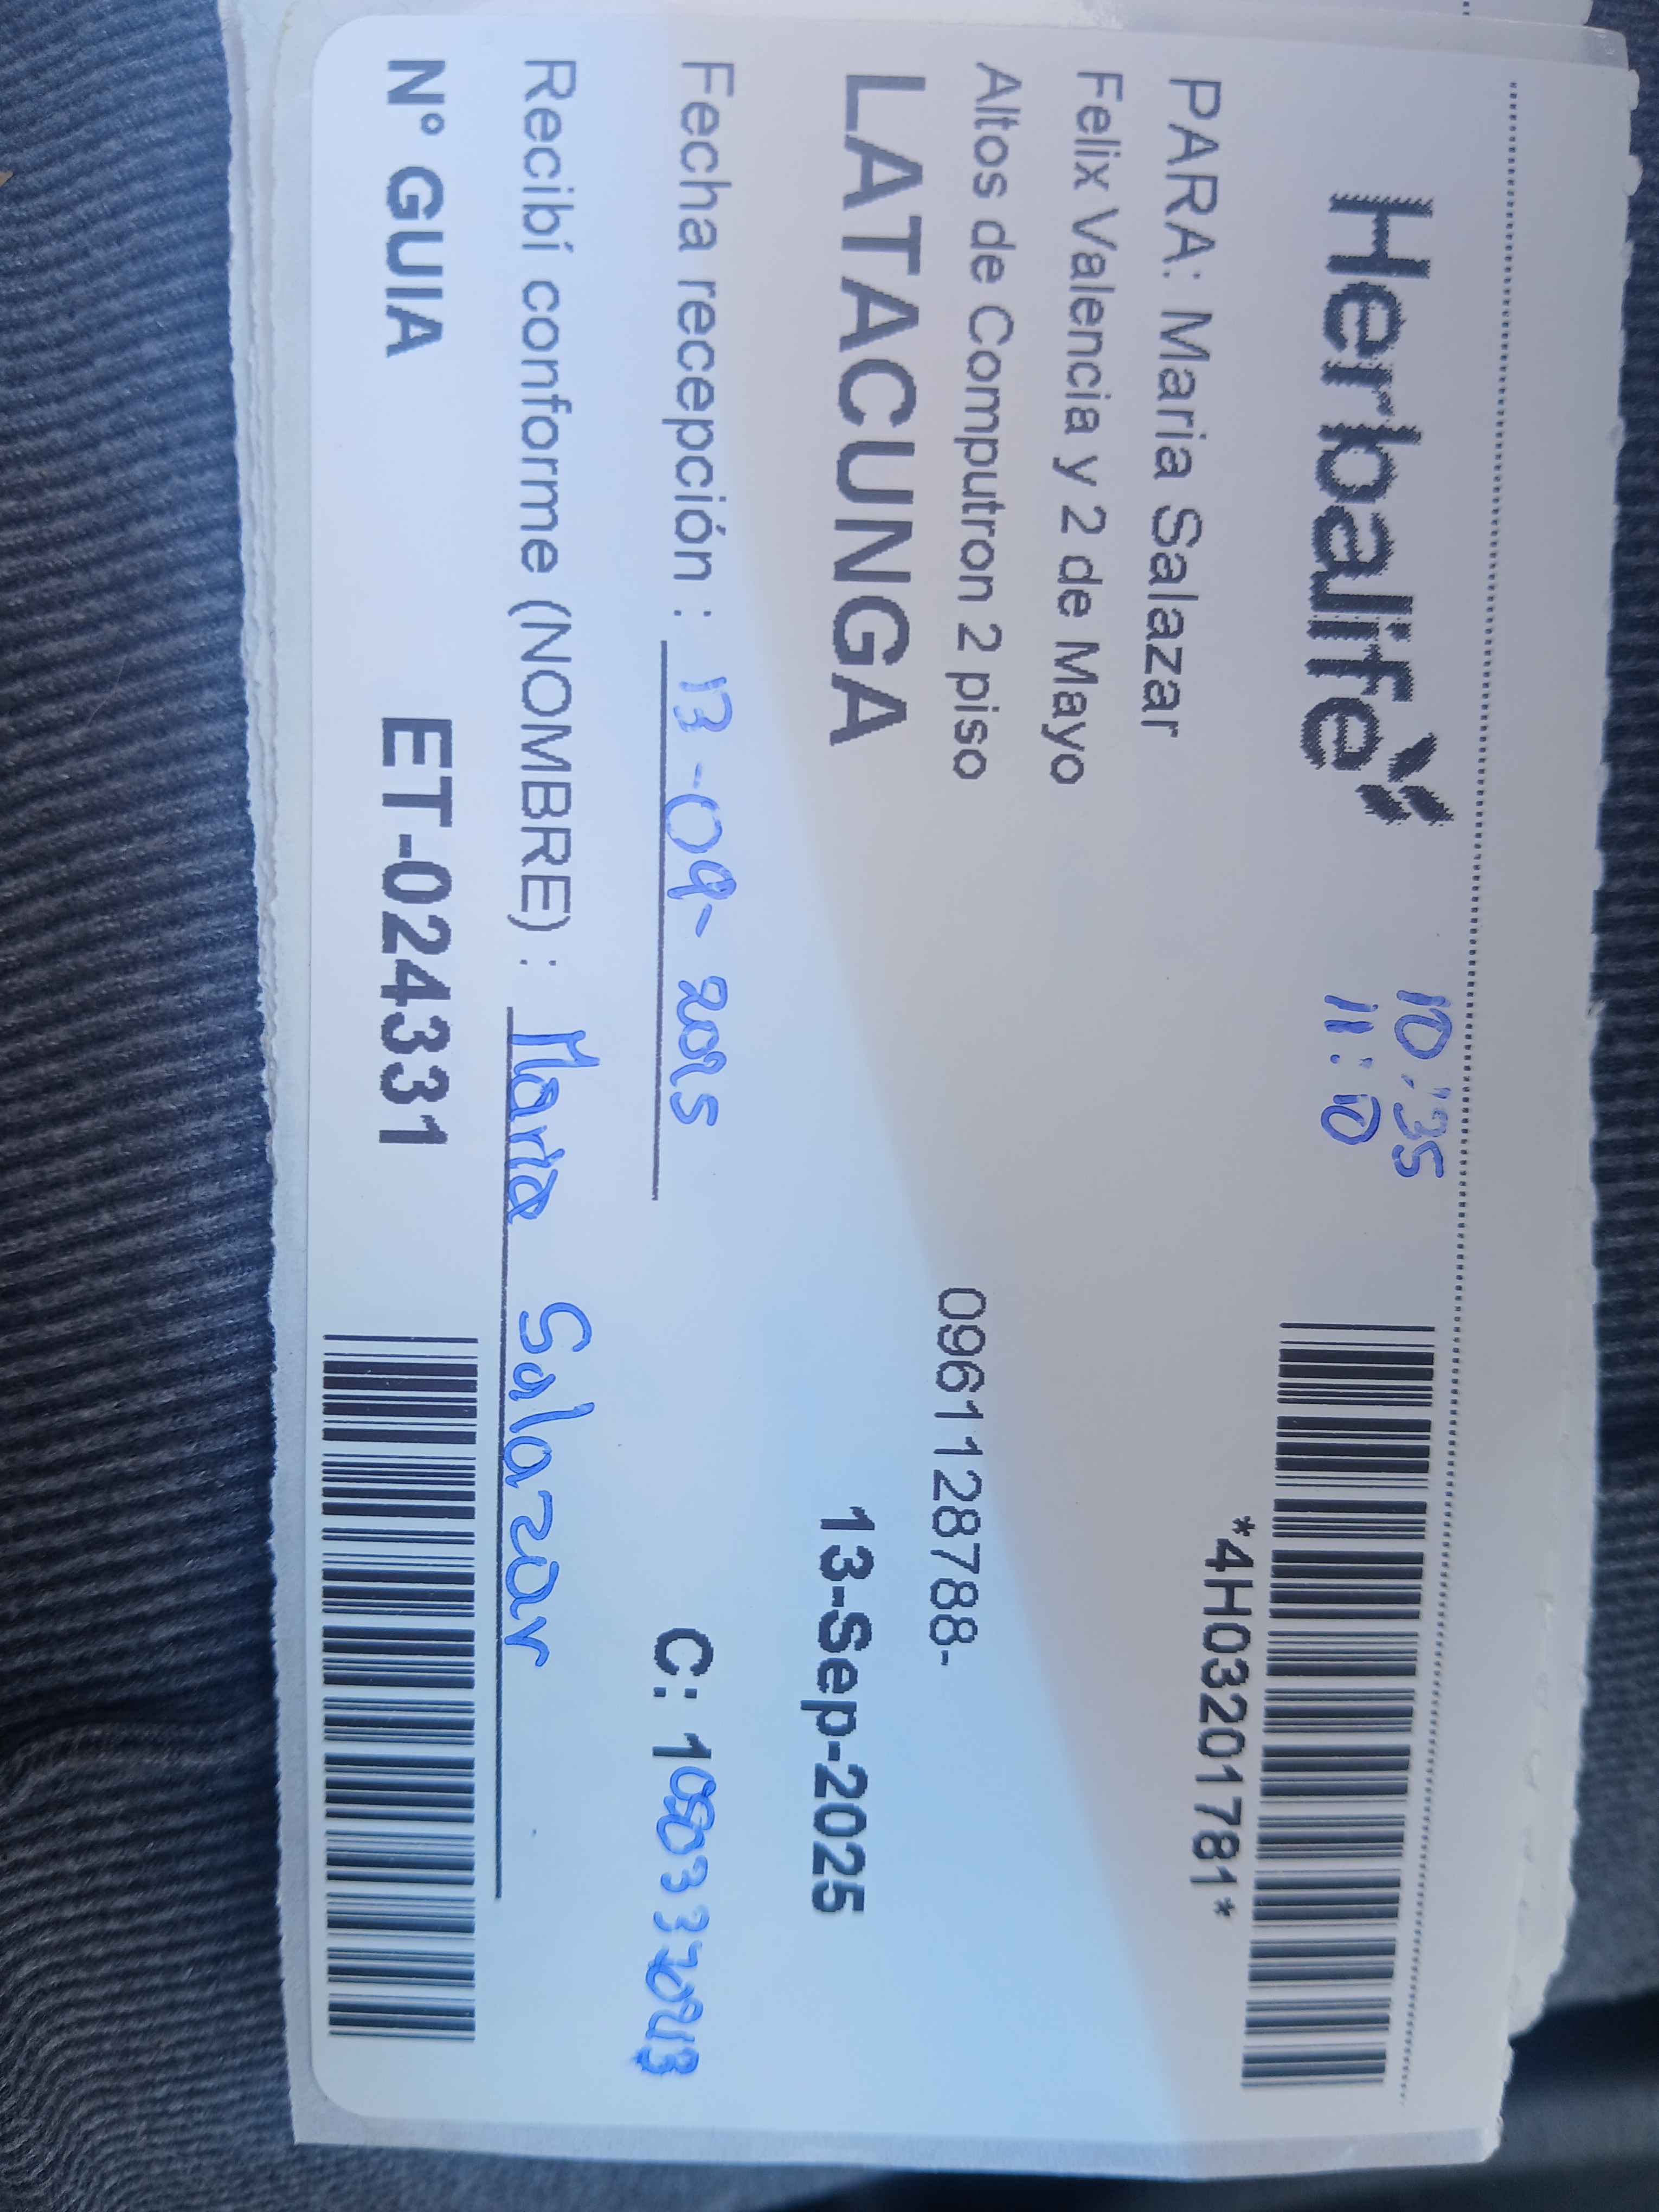 Herbalife
10:35
11:10
*4H03201781*
PARA: Maria Salazar
Felix Valencia y 2 de Mayo
Altos de Computron 2 piso 0961128788-
LATACUNGA 13-Sep-2025
Fecha recepción : 13-09-2025 C: 1
Recibí conforme (NOMBRE) : Maria Salazar
N° GUIA ET-024331